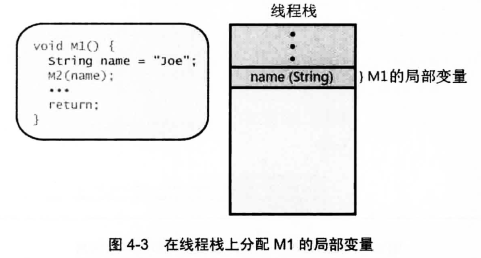 void M1() {
String name = "Joe";
M2(name);
•••
return;
}
线程栈
name (String)
} M1的局部变量
图 4-3 在线程栈上分配 M1 的局部变量